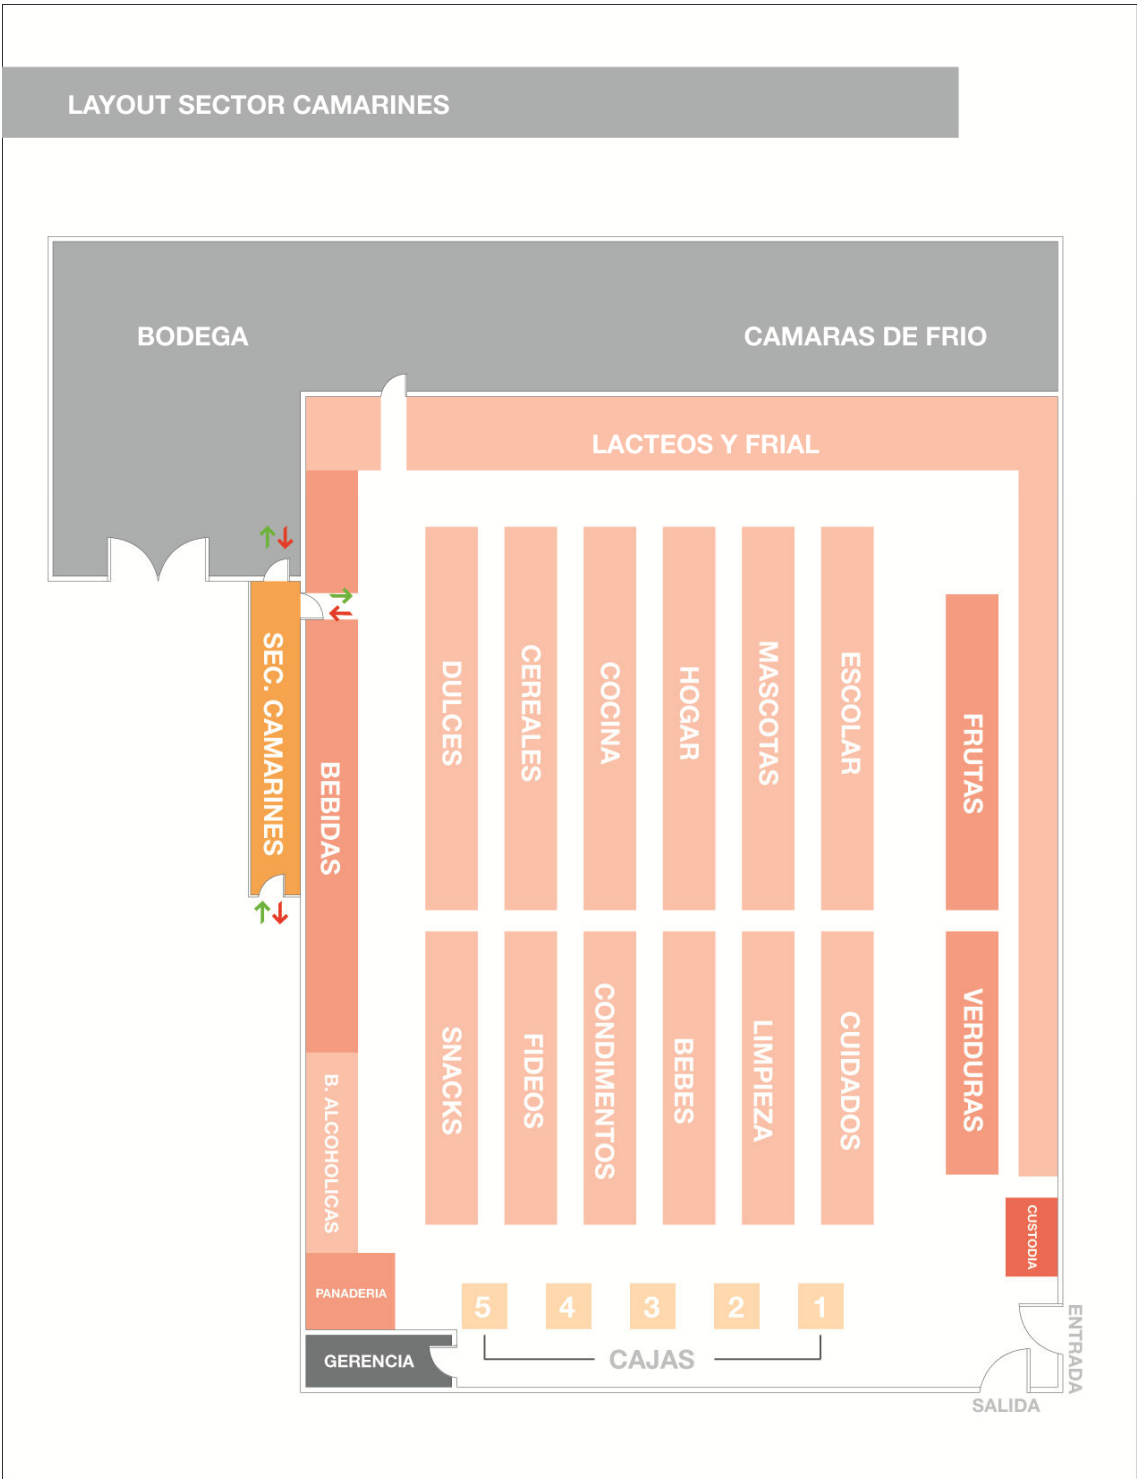 LAYOUT SECTOR CAMARINES
BODEGA
CAMARAS DE FRIO
LACTEOS Y FRIAL
SEC. CAMARINES
BEBIDAS
DULCES
CEREALES
COCINA
HOGAR
MASCOTAS
ESCOLAR
FRUTAS
B. ALCOHOLICAS
SNACKS
FIDEOS
CONDIMENTOS
BEBES
LIMPIEZA
CUIDADOS
VERDURAS
CUSTODIA
PANADERIA
5 4 3 2 1
GERENCIA
CAJAS
ENTRADA
SALIDA